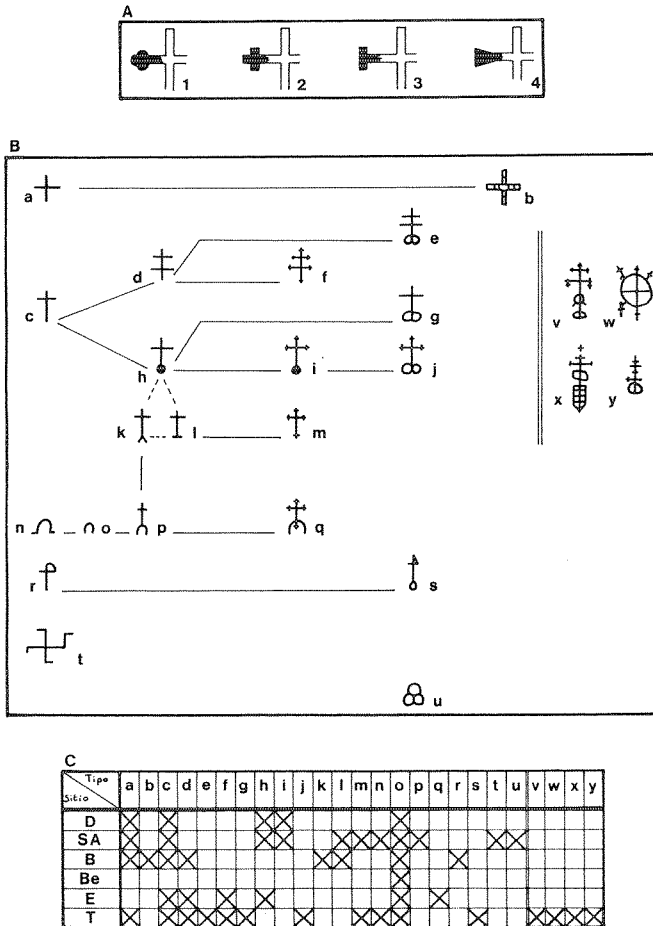 A
1 2 3 4
B
a b
e
d f
c
g
v w
h i j
x y
k l m
n o p q
r s
t
u
C
Tipo a b c d e f g h i j k l m n o p q r s t u v w x y
Sitio
D X X X X X
SA X X X X X X X X X X X
B X X X X X X X X
Be X
E X X X X X X
T X X X X X X X X X X X X X X